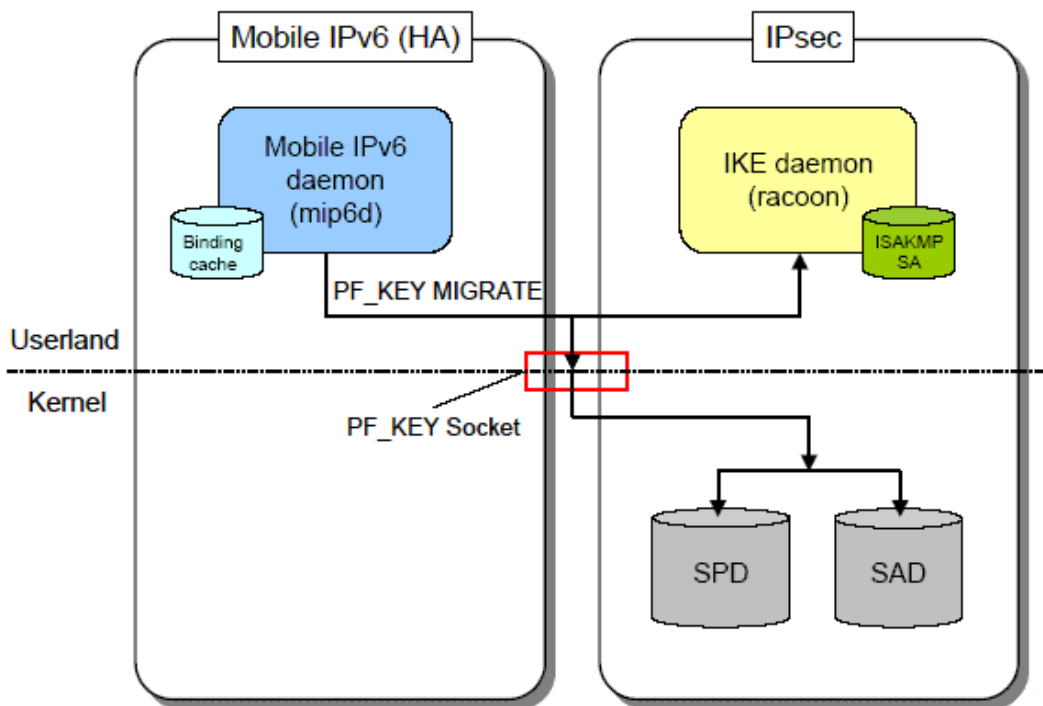 Mobile IPv6 (HA)
IPsec
Mobile IPv6
daemon
(mip6d)
Binding
cache
IKE daemon
(racoon)
ISAKMP
SA
PF_KEY MIGRATE
Userland
Kernel
PF_KEY Socket
SPD
SAD